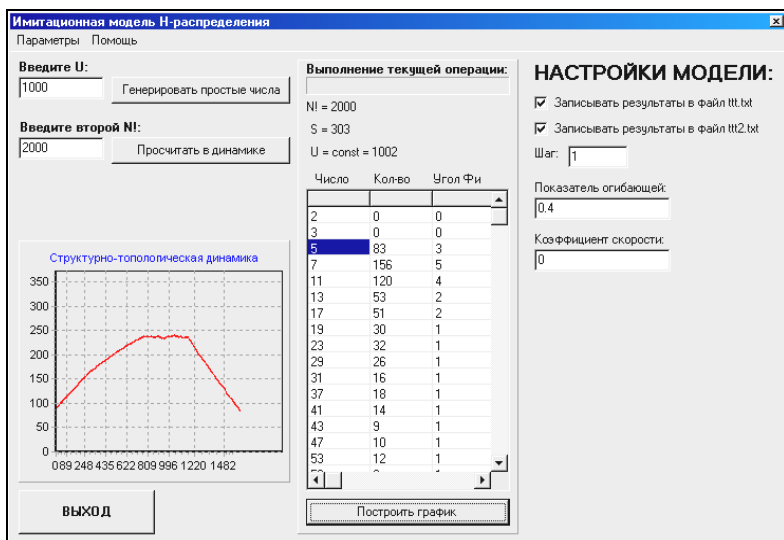 Имитационная модель Н-распределения
Параметры Помощь
Введите U:
1000
Генерировать простые числа
Введите второй N!:
2000
Просчитать в динамике
Структурно-топологическая динамика
350
300
250
200
150
100
50
0
089 248 435 622 809 996 1220 1482
ВЫХОД
Выполнение текущей операции:
N! = 2000
S = 303
U = const = 1002
Число Кол-во Угол Фи
2 0 0
3 0 0
5 83 3
7 156 5
11 120 4
13 53 2
17 51 2
19 30 1
23 32 1
29 26 1
31 16 1
37 18 1
41 14 1
43 9 1
47 10 1
53 12 1
Построить график
НАСТРОЙКИ МОДЕЛИ:
Записывать результаты в файл ttt.txt
Записывать результаты в файл ttt2.txt
Шаг: 1
Показатель огибающей:
0.4
Коэффициент скорости:
0